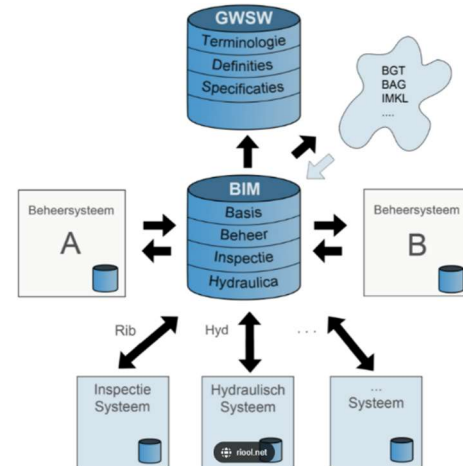 GWSW
Terminologie
Definities
Specificaties
BGT
BAG
IMKL
....
BIM
Basis
Beheer
Inspectie
Hydraulica
Beheersysteem
A
Beheersysteem
B
Rib
Hyd
. . .
Inspectie
Systeem
Hydraulisch
Systeem
...
Systeem
riool.net